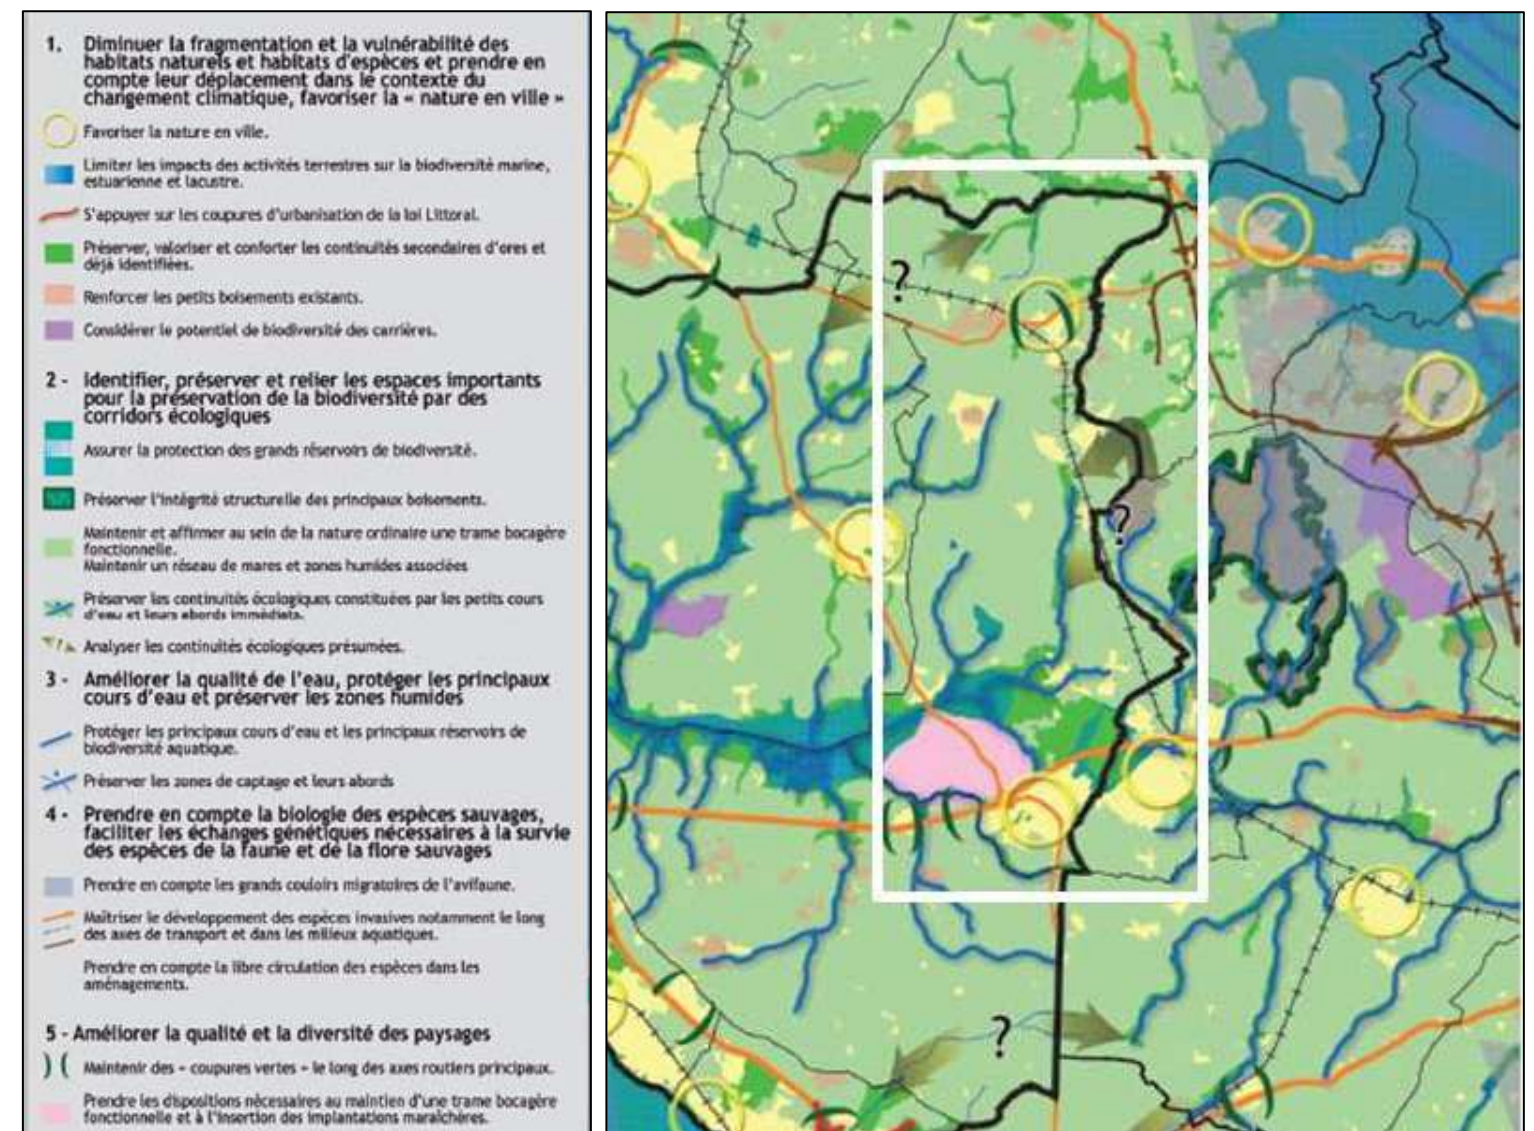 1. Diminuer la fragmentation et la vulnérabilité des
habitats naturels et habitats d'espèces et prendre en
compte leur déplacement dans le contexte du
changement climatique, favoriser la « nature en ville »
Favoriser la nature en ville.
Limiter les impacts des activités terrestres sur la biodiversité marine,
estuarienne et lacustre.
S'appuyer sur les coupures d'urbanisation de la loi Littoral.
Préserver, valoriser et conforter les continuités secondaires d'ores et
déjà identifiées.
Renforcer les petits boisements existants.
Considérer le potentiel de biodiversité des carrières.
2 - Identifier, préserver et relier les espaces importants
pour la préservation de la biodiversité par des
corridors écologiques
Assurer la protection des grands réservoirs de biodiversité.
Préserver l'intégrité structurelle des principaux boisements.
Maintenir et affirmer au sein de la nature ordinaire une trame bocagère
fonctionnelle.
Maintenir un réseau de mares et zones humides associées
Préserver les continuités écologiques constituées par les petits cours
d'eau et leurs abords immédiats.
Analyser les continuités écologiques présumées.
3 - Améliorer la qualité de l'eau, protéger les principaux
cours d'eau et préserver les zones humides
Protéger les principaux cours d'eau et les principaux réservoirs de
biodiversité aquatique.
Préserver les zones de captage et leurs abords
4 - Prendre en compte la biologie des espèces sauvages,
faciliter les échanges génétiques nécessaires à la survie
des espèces de la faune et de la flore sauvages
Prendre en compte les grands couloirs migratoires de l'avifaune.
Maîtriser le développement des espèces invasives notamment le long
des axes de transport et dans les milieux aquatiques.
Prendre en compte la libre circulation des espèces dans les
aménagements.
5 - Améliorer la qualité et la diversité des paysages
Maintenir des « coupures vertes » le long des axes routiers principaux.
Prendre les dispositions nécessaires au maintien d'une trame bocagère
fonctionnelle et à l'insertion des implantations maraîchères.
?
?
?